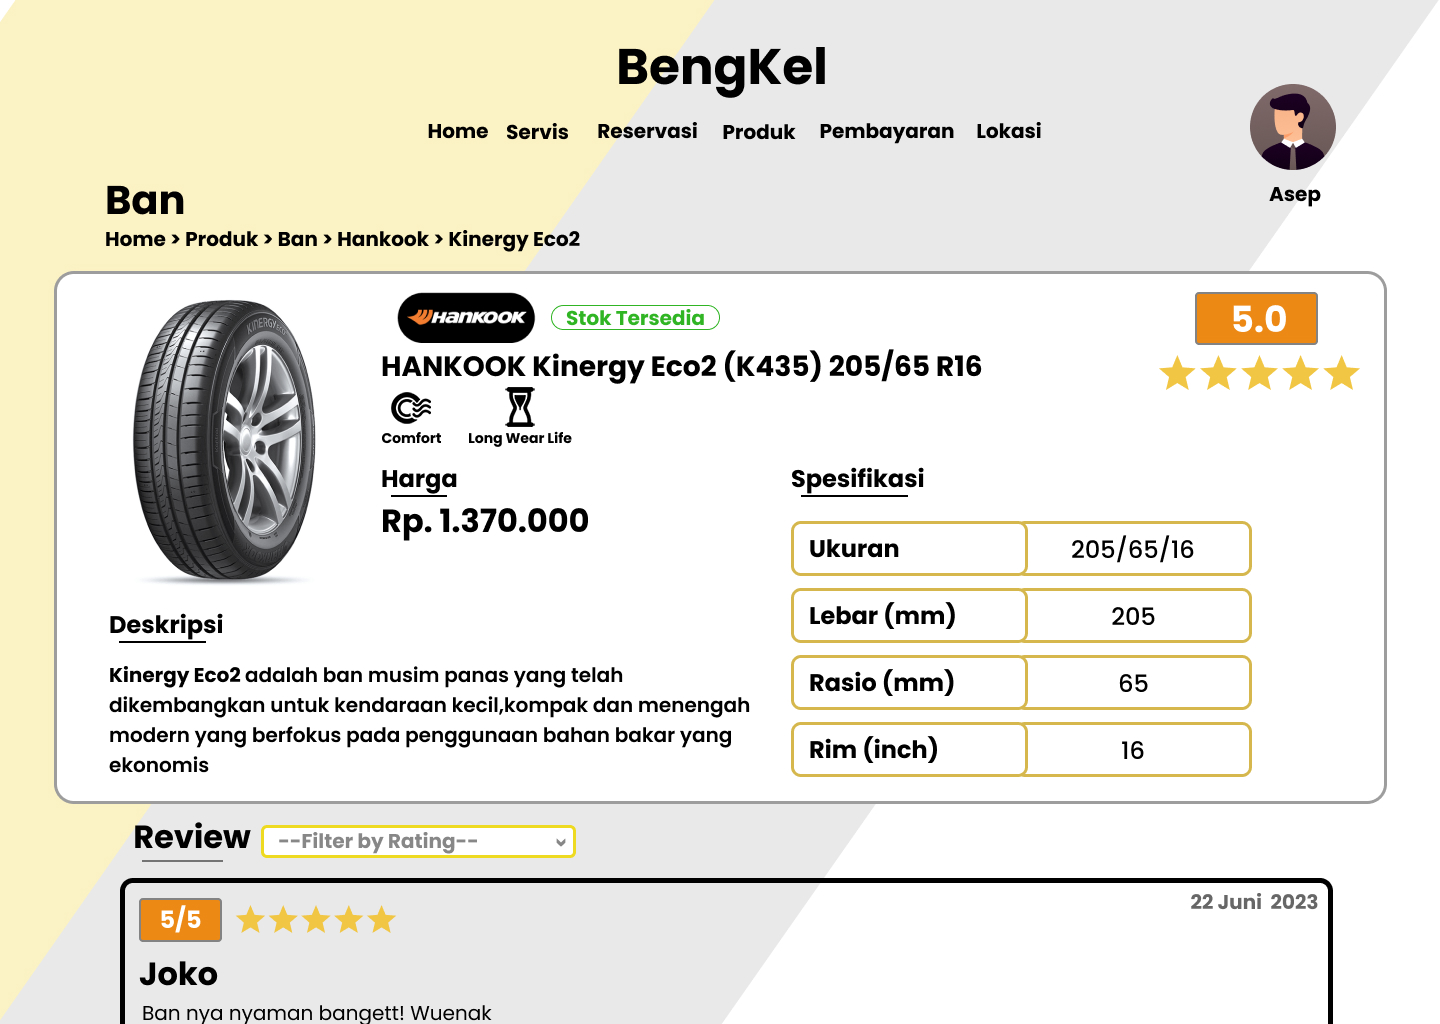 BengKel
Home Servis Reservasi Produk Pembayaran Lokasi
Asep
Ban
Home > Produk > Ban > Hankook > Kinergy Eco2
KINERGY ECO2
HANKOOK
Stok Tersedia
5.0
HANKOOK Kinergy Eco2 (K435) 205/65 R16
Comfort Long Wear Life
Harga
Rp. 1.370.000
Spesifikasi
Ukuran 205/65/16
Lebar (mm) 205
Rasio (mm) 65
Rim (inch) 16
Deskripsi
Kinergy Eco2 adalah ban musim panas yang telah
dikembangkan untuk kendaraan kecil,kompak dan menengah
modern yang berfokus pada penggunaan bahan bakar yang
ekonomis
Review
--Filter by Rating--
5/5
22 Juni 2023
Joko
Ban nya nyaman bangett! Wuenak